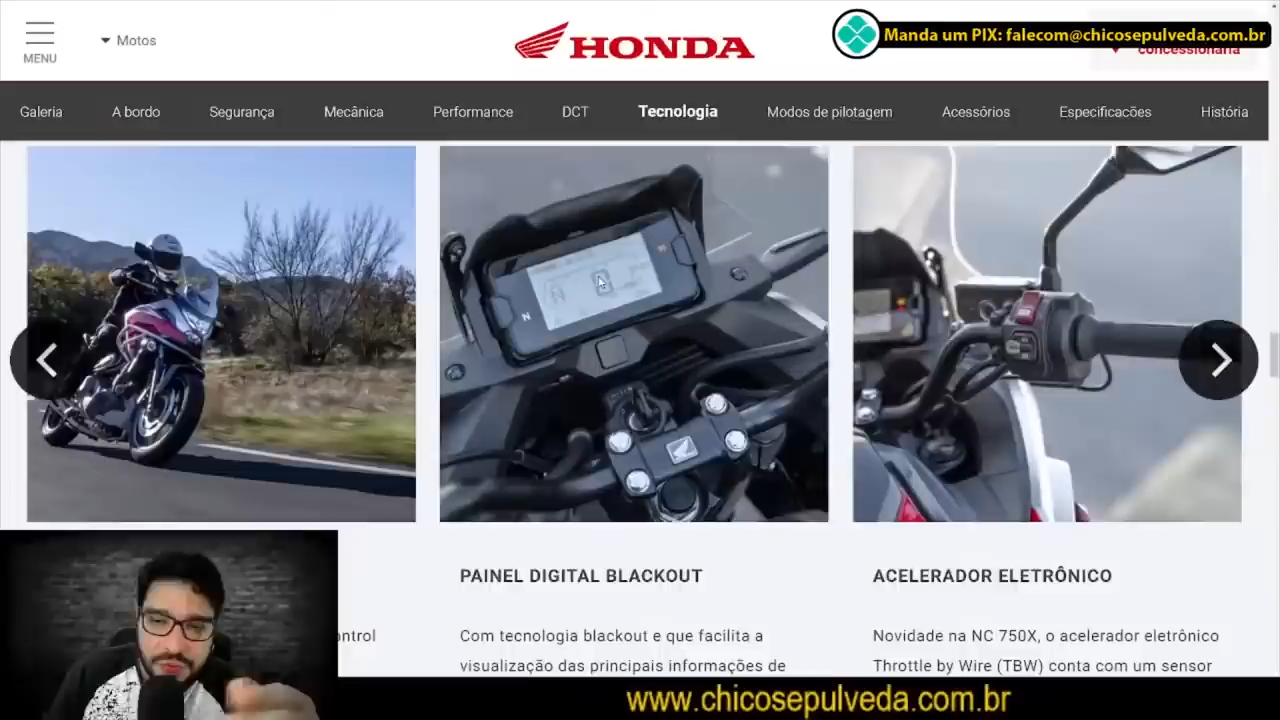 MENU
Motos
HONDA
Manda um PIX: falecom@chicosepulveda.com.br
concessionária
Galeria
A bordo
Segurança
Mecânica
Performance
DCT
Tecnologia
Modos de pilotagem
Acessórios
Especificações
História
N
PAINEL DIGITAL BLACKOUT
Com tecnologia blackout e que facilita a
visualização das principais informações de
ACELERADOR ELETRÔNICO
Novidade na NC 750X, o acelerador eletrônico
Throttle by Wire (TBW) conta com um sensor
ntrol
www.chicosepulveda.com.br